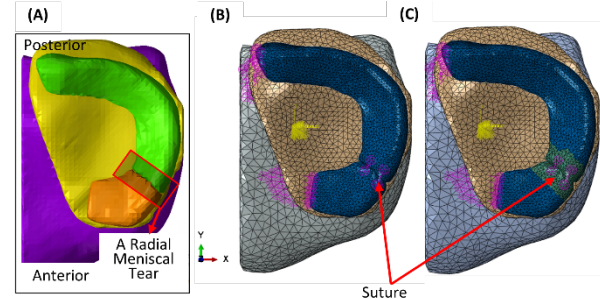 (A)
(B)
(C)
Posterior
A Radial
Meniscal
Tear
Anterior
Y
X
Suture